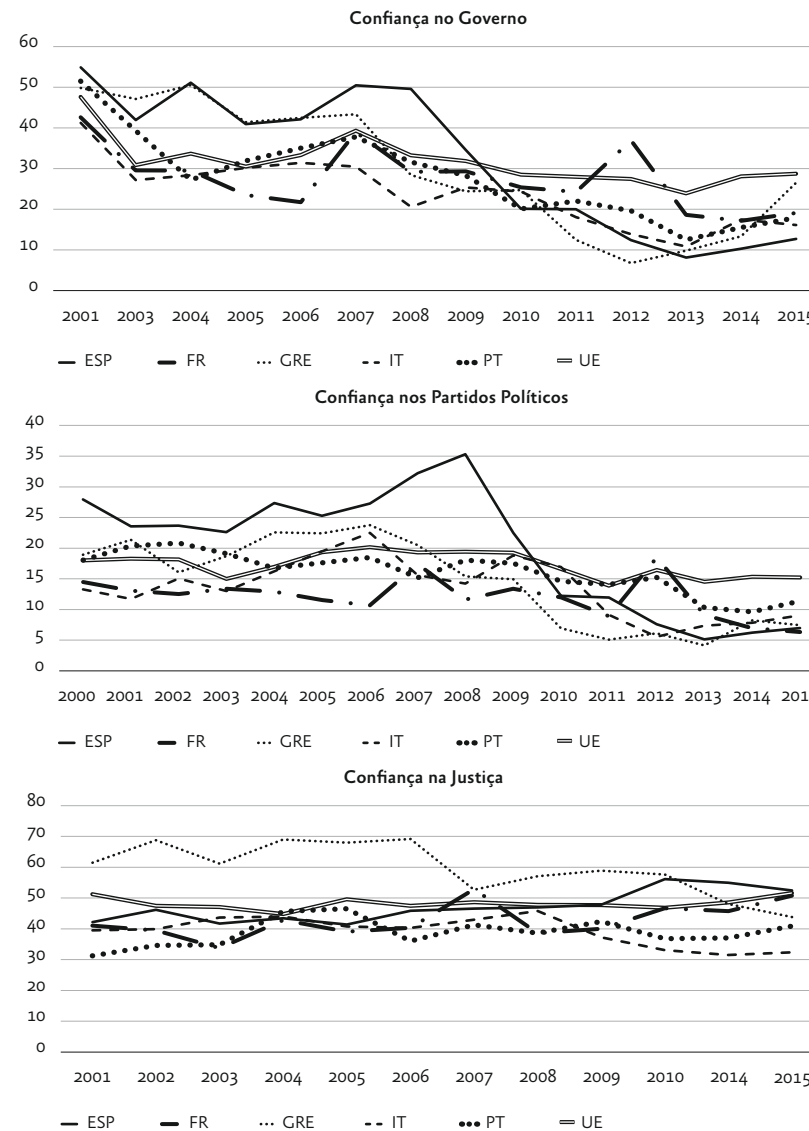 Confiança no Governo
60
50
40
30
20
10
0
2001 2003 2004 2005 2006 2007 2008 2009 2010 2011 2012 2013 2014 2015
ESP FR GRE IT PT UE
Confiança nos Partidos Políticos
40
35
30
25
20
15
10
5
0
2000 2001 2002 2003 2004 2005 2006 2007 2008 2009 2010 2011 2012 2013 2014 201
ESP FR GRE IT PT UE
Confiança na Justiça
80
70
60
50
40
30
20
10
0
2001 2002 2003 2004 2005 2006 2007 2008 2009 2010 2014 2015
ESP FR GRE IT PT UE